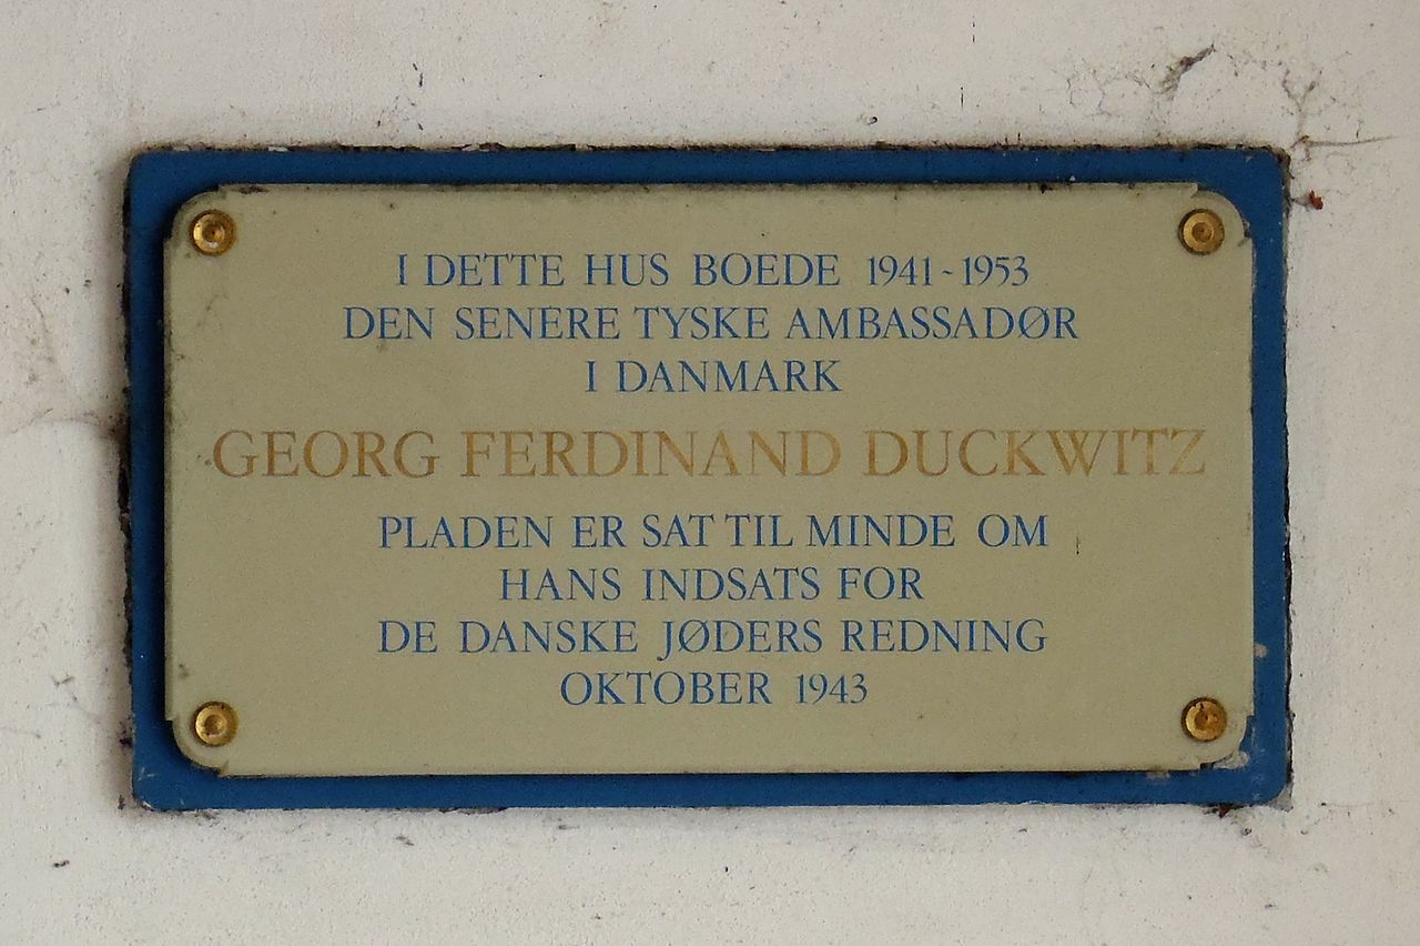 I DETTE HUS BOEDE 1941-1953
DEN SENERE TYSKE AMBASSADØR
I DANMARK
GEORG FERDINAND DUCKWITZ
PLADEN ER SAT TIL MINDE OM
HANS INDSATS FOR
DE DANSKE JØDERS REDNING
OKTOBER 1943